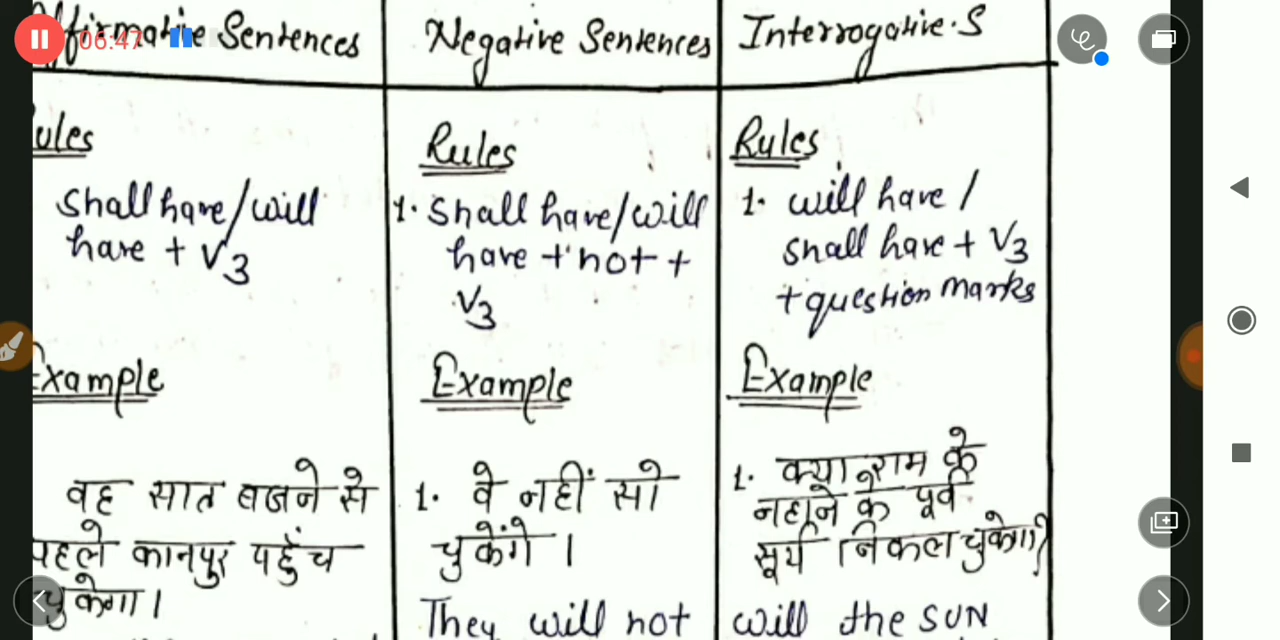 06:47
ffirmative Sentences
Negative Sentences
Interrogative.S
ules
shall have/will
have + V3
Example
वह सात बजने से
पहले कानपुर पहुँच
चुकेगा।
Rules
1. Shall have/will
have + not +
V3
Example
1. वे नहीं सो
चुकेंगे।
They will not
Rules
1. will have /
shall have + V3
+ question marks
Example
1. क्या राम के
नहाने के पूर्व
सूर्य निकल चुकेगा?
will the sun